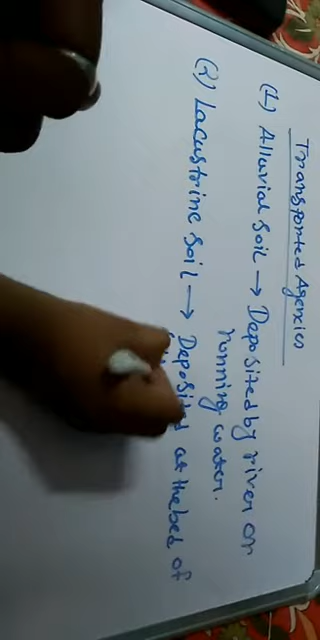 Transported Agencies
(1) Alluvial Soil → Deposited by river or
running water.
(2) Lacustrine Soil → Deposited at the bed of